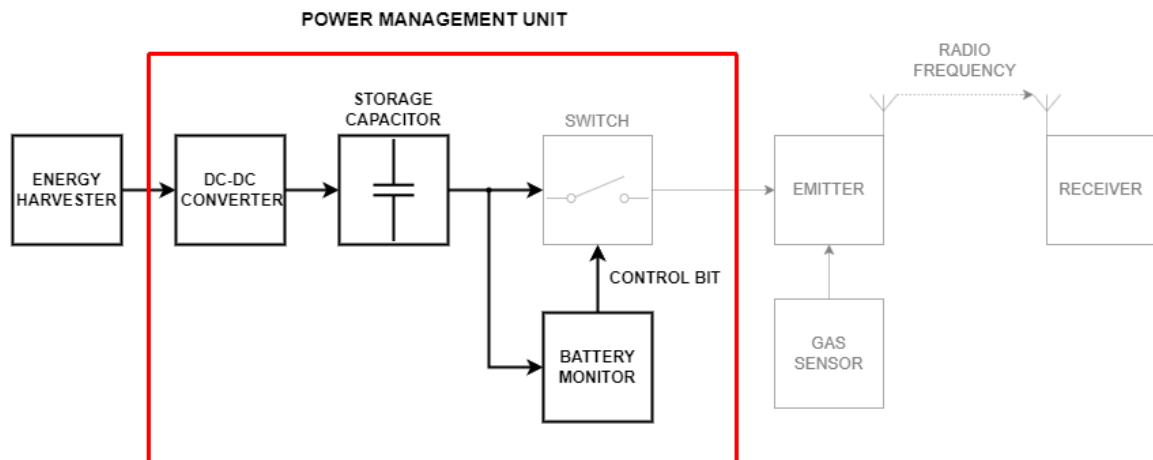 POWER MANAGEMENT UNIT
RADIO
FREQUENCY
STORAGE
CAPACITOR
SWITCH
ENERGY
HARVESTER
DC-DC
CONVERTER
EMITTER
RECEIVER
CONTROL BIT
BATTERY
MONITOR
GAS
SENSOR